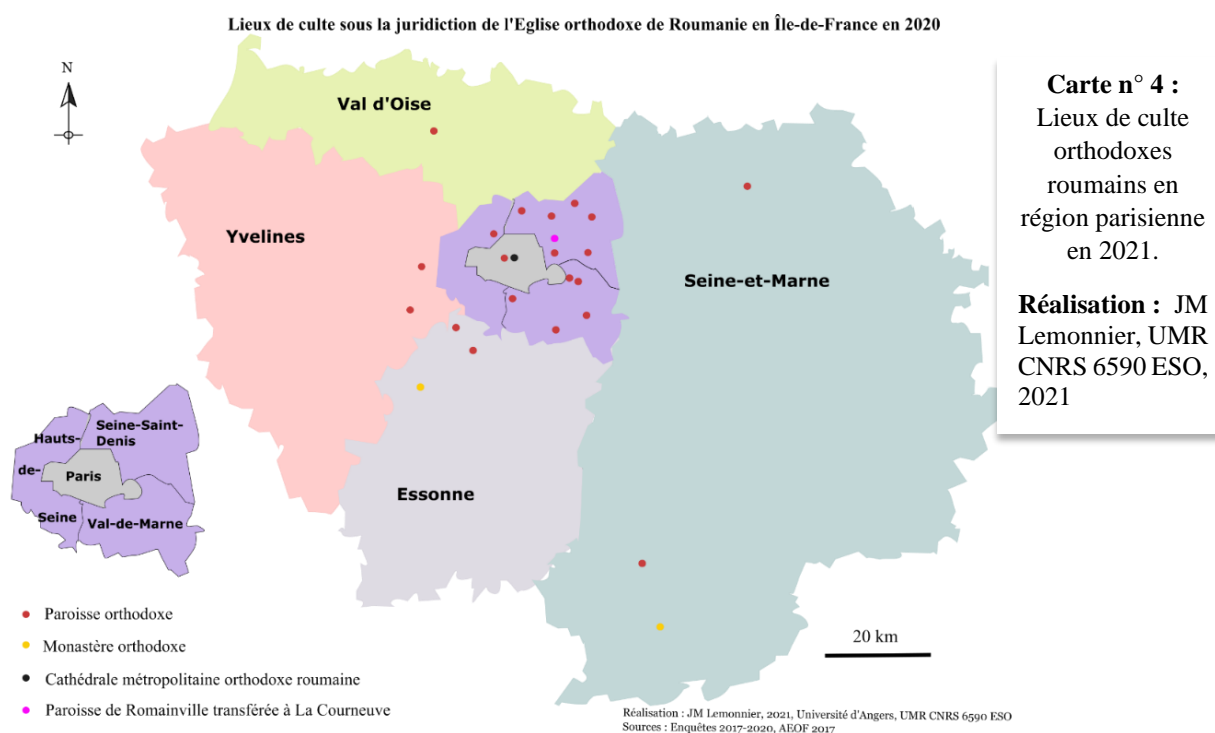 Lieux de culte sous la juridiction de l'Eglise orthodoxe de Roumanie en Île-de-France en 2020
N
Val d'Oise
Yvelines
Seine-et-Marne
Essonne
Hauts-
de-
Seine
Seine-Saint-
Denis
Paris
Val-de-Marne
Paroisse orthodoxe
Monastère orthodoxe
Cathédrale métropolitaine orthodoxe roumaine
Paroisse de Romainville transférée à La Courneuve
20 km
Réalisation : JM Lemonnier, 2021, Université d'Angers, UMR CNRS 6590 ESO
Sources : Enquêtes 2017-2020, AEOF 2017
Carte n° 4 :
Lieux de culte
orthodoxes
roumains en
région parisienne
en 2021.
Réalisation : JM
Lemonnier, UMR
CNRS 6590 ESO,
2021